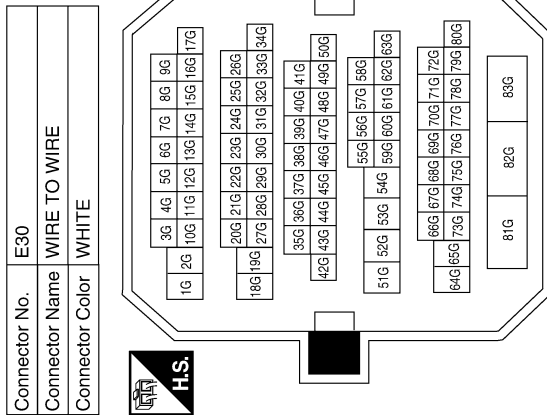 Connector No. E30
Connector Name WIRE TO WIRE
Connector Color WHITE
H.S.
3G 4G 5G 6G 7G 8G 9G
1G 2G 10G 11G 12G 13G 14G 15G 16G 17G
20G 21G 22G 23G 24G 25G 26G
18G 19G 27G 28G 29G 30G 31G 32G 33G 34G
35G 36G 37G 38G 39G 40G 41G
42G 43G 44G 45G 46G 47G 48G 49G 50G
55G 56G 57G 58G
51G 52G 53G 54G 59G 60G 61G 62G 63G
66G 67G 68G 69G 70G 71G 72G
64G 65G 73G 74G 75G 76G 77G 78G 79G 80G
81G 82G 83G